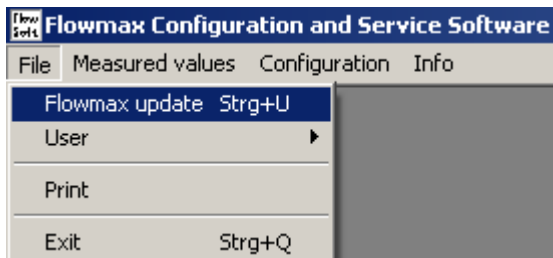 Flow Soft Flowmax Configuration and Service Software
File Measured values Configuration Info
Flowmax update Strg+U
User
Print
Exit Strg+Q